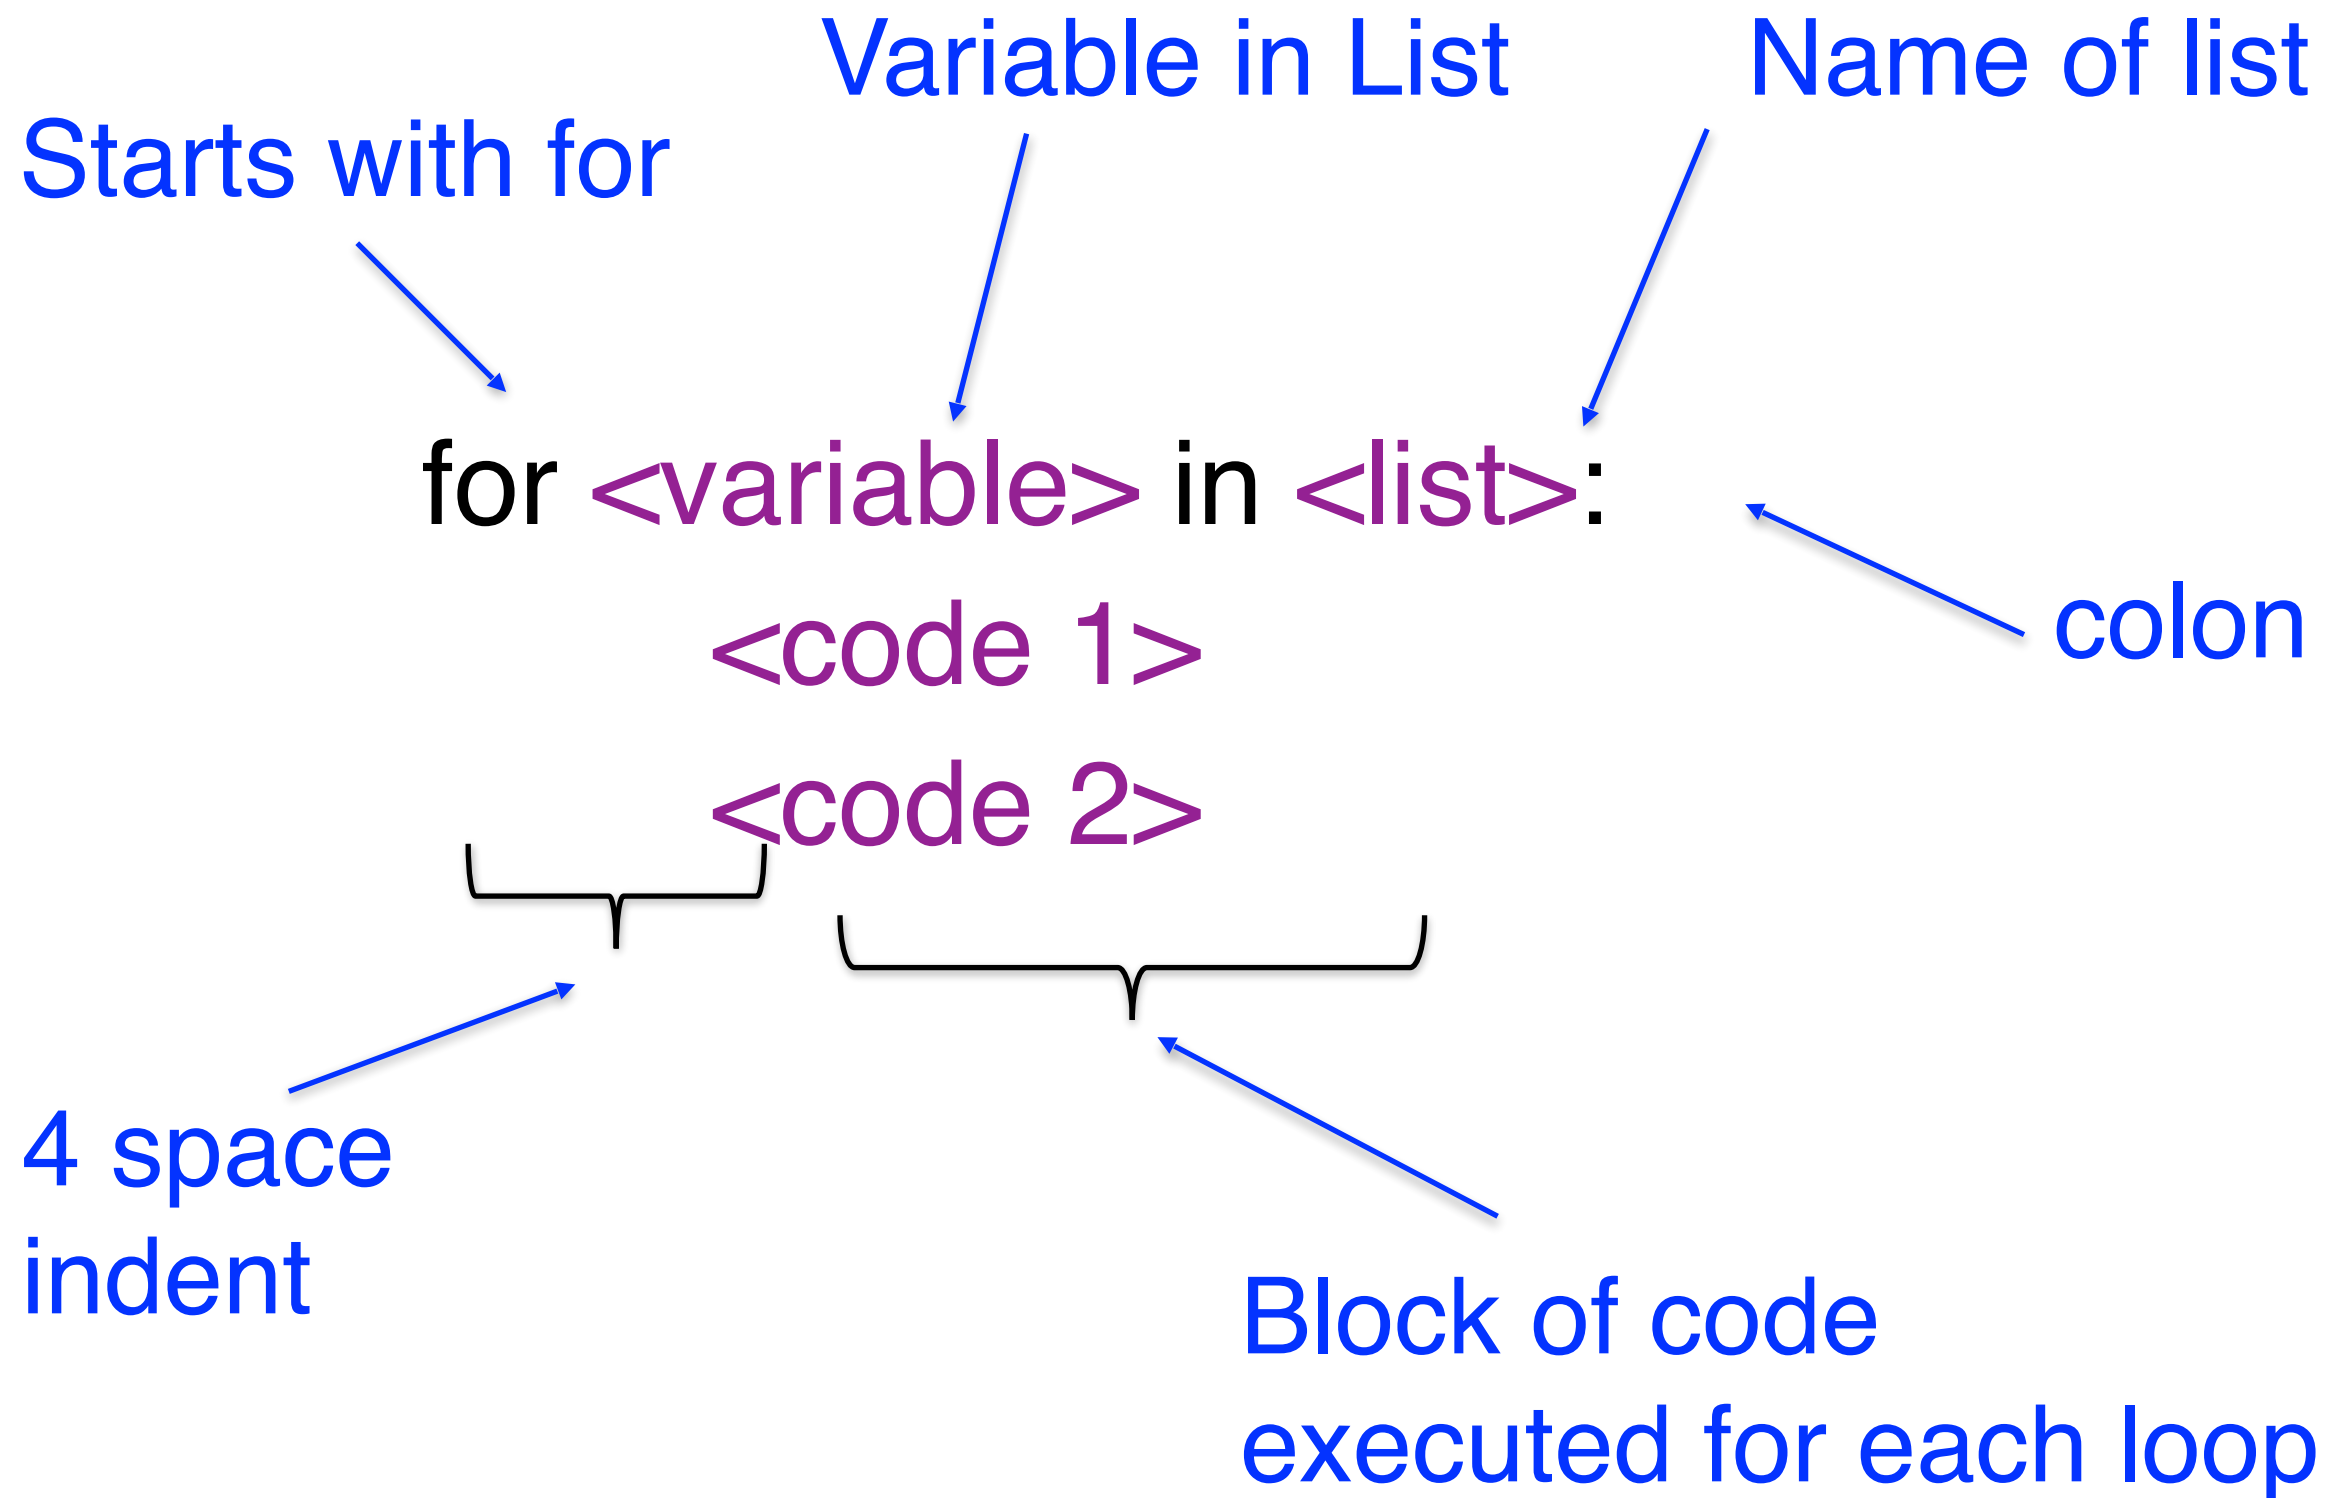 Variable in List
Name of list
Starts with for
for <variable> in <list>:
<code 1>
colon
<code 2>
4 space
indent
Block of code
executed for each loop